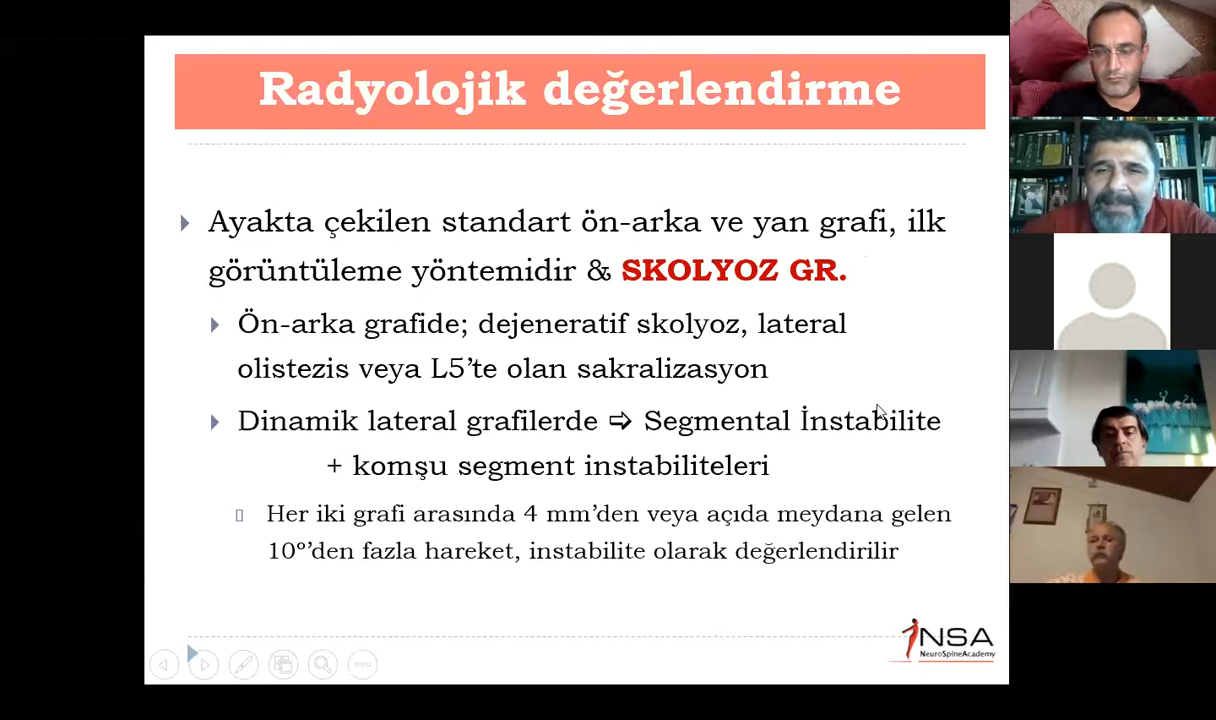 Radyolojik değerlendirme
Ayakta çekilen standart ön-arka ve yan grafi, ilk
görüntüleme yöntemidir & SKOLYOZ GR.
Ön-arka grafide; dejeneratif skolyoz, lateral
olistezis veya L5’te olan sakralizasyon
Dinamik lateral grafilerde ⇨ Segmental İnstabilite
+ komşu segment instabiliteleri
Her iki grafi arasında 4 mm’den veya açıda meydana gelen
10º’den fazla hareket, instabilite olarak değerlendirilir
NSA
NeuroSpineAcademy